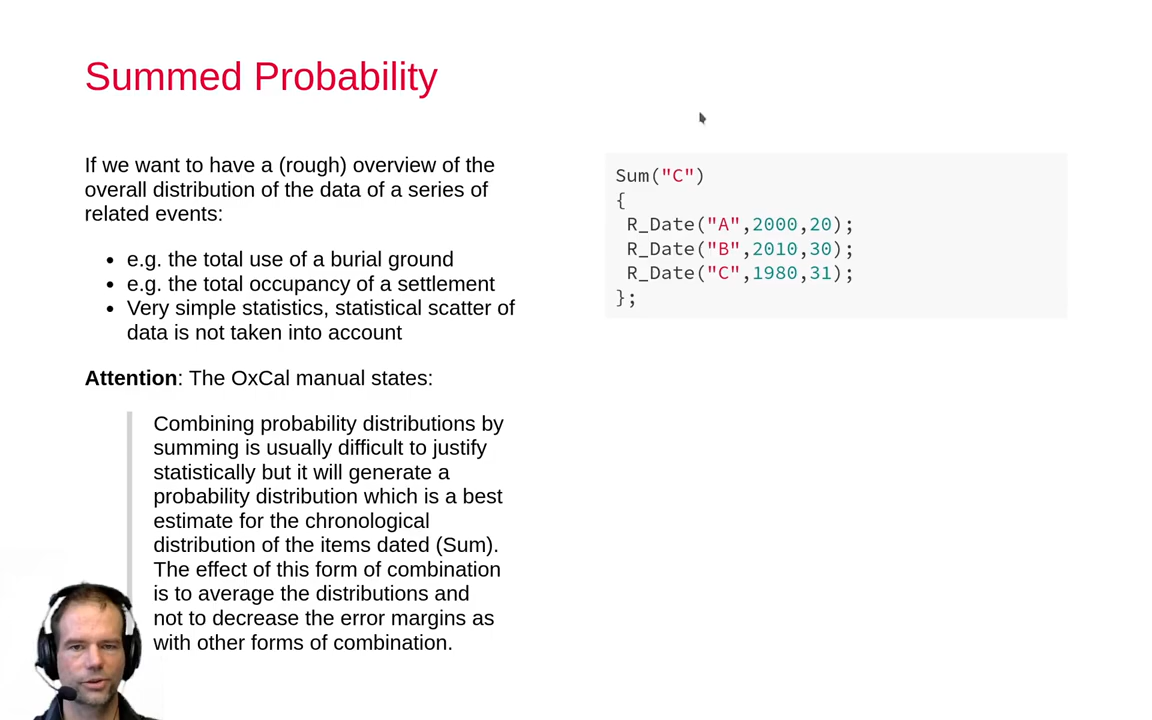 Summed Probability
If we want to have a (rough) overview of the
overall distribution of the data of a series of
related events:
• e.g. the total use of a burial ground
• e.g. the total occupancy of a settlement
• Very simple statistics, statistical scatter of
data is not taken into account
Attention: The OxCal manual states:
Combining probability distributions by
summing is usually difficult to justify
statistically but it will generate a
probability distribution which is a best
estimate for the chronological
distribution of the items dated (Sum).
The effect of this form of combination
is to average the distributions and
not to decrease the error margins as
with other forms of combination.
Sum("C")
{
 R_Date("A",2000,20);
 R_Date("B",2010,30);
 R_Date("C",1980,31);
};